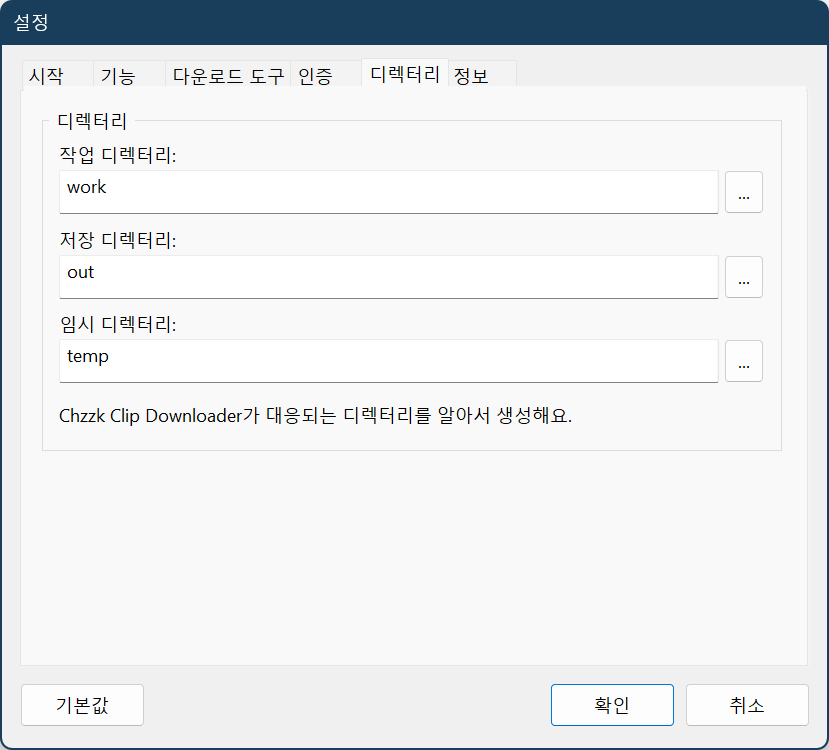 설정
시작 기능 다운로드 도구 인증 디렉터리 정보
디렉터리
작업 디렉터리:
work ...
저장 디렉터리:
out ...
임시 디렉터리:
temp ...
Chzzk Clip Downloader가 대응되는 디렉터리를 알아서 생성해요.
기본값 확인 취소